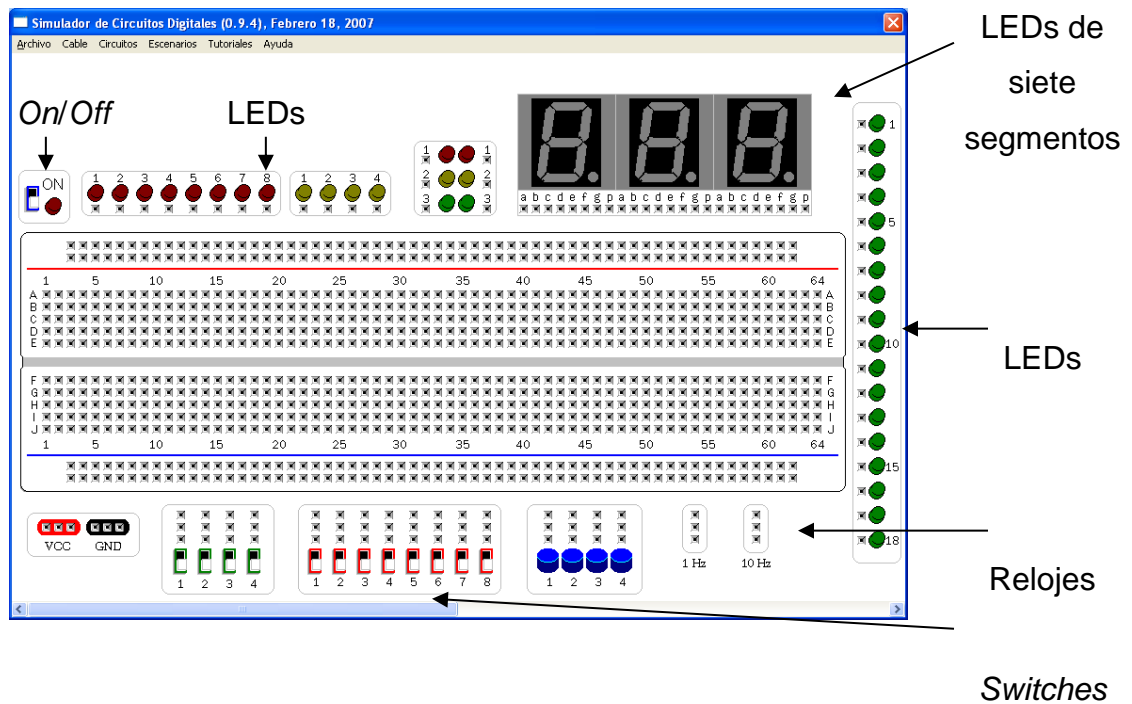 Simulador de Circuitos Digitales (0.9.4), Febrero 18, 2007
Archivo Cable Circuitos Escenarios Tutoriales Ayuda
LEDs de
siete
segmentos
On/Off
LEDs
ON
1 2 3 4 5 6 7 8
1 2 3 4
1 1
2 2
3 3
a b c d e f g p a b c d e f g p a b c d e f g p
1
5
10
15
18
1 5 10 15 20 25 30 35 40 45 50 55 60 64
A A
B B
C C
D D
E E
F F
G G
H H
I I
J J
1 5 10 15 20 25 30 35 40 45 50 55 60 64
LEDs
VCC GND
1 2 3 4
1 2 3 4 5 6 7 8
1 2 3 4
1 Hz 10 Hz
Relojes
Switches